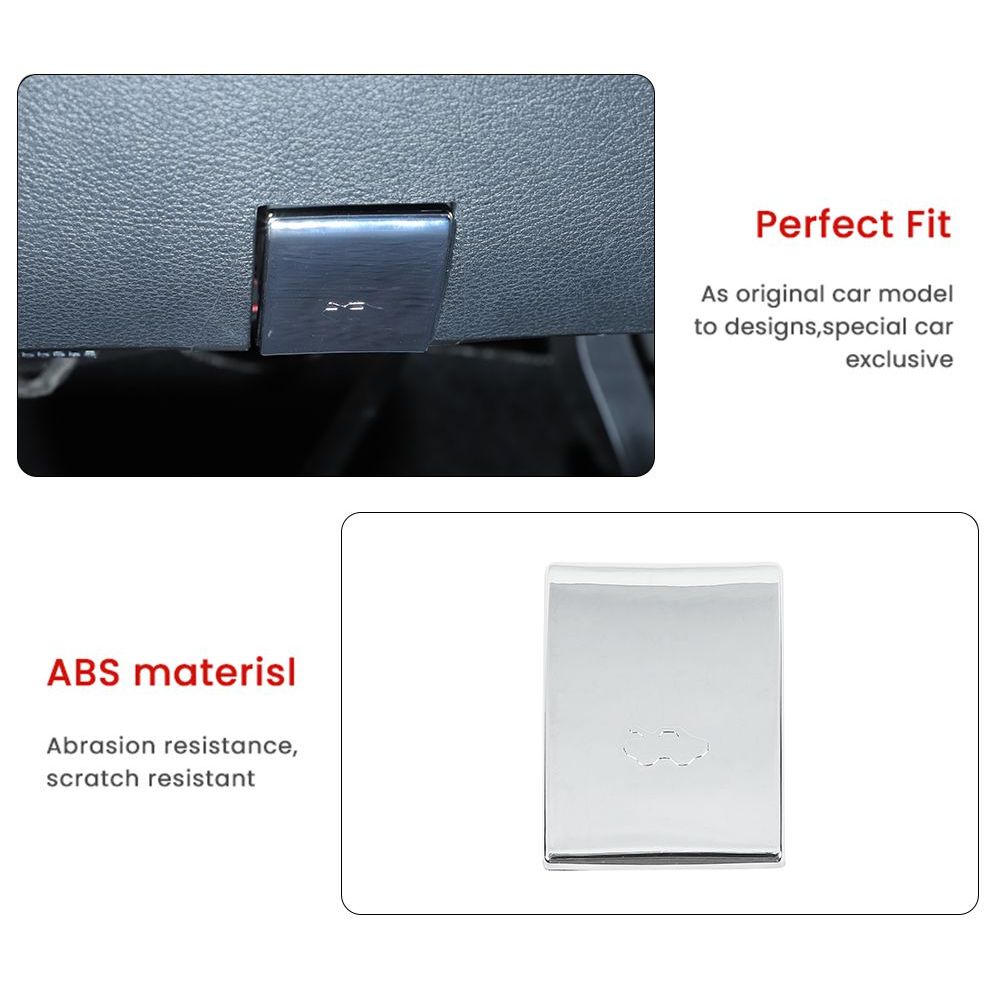 Perfect Fit
As original car model
to designs,special car
exclusive
ABS materisl
Abrasion resistance,
scratch resistant